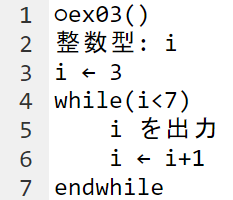 1 ○ex03()
2 整数型: i
3 i ← 3
4 while(i<7)
5     i を出力
6     i ← i+1
7 endwhile